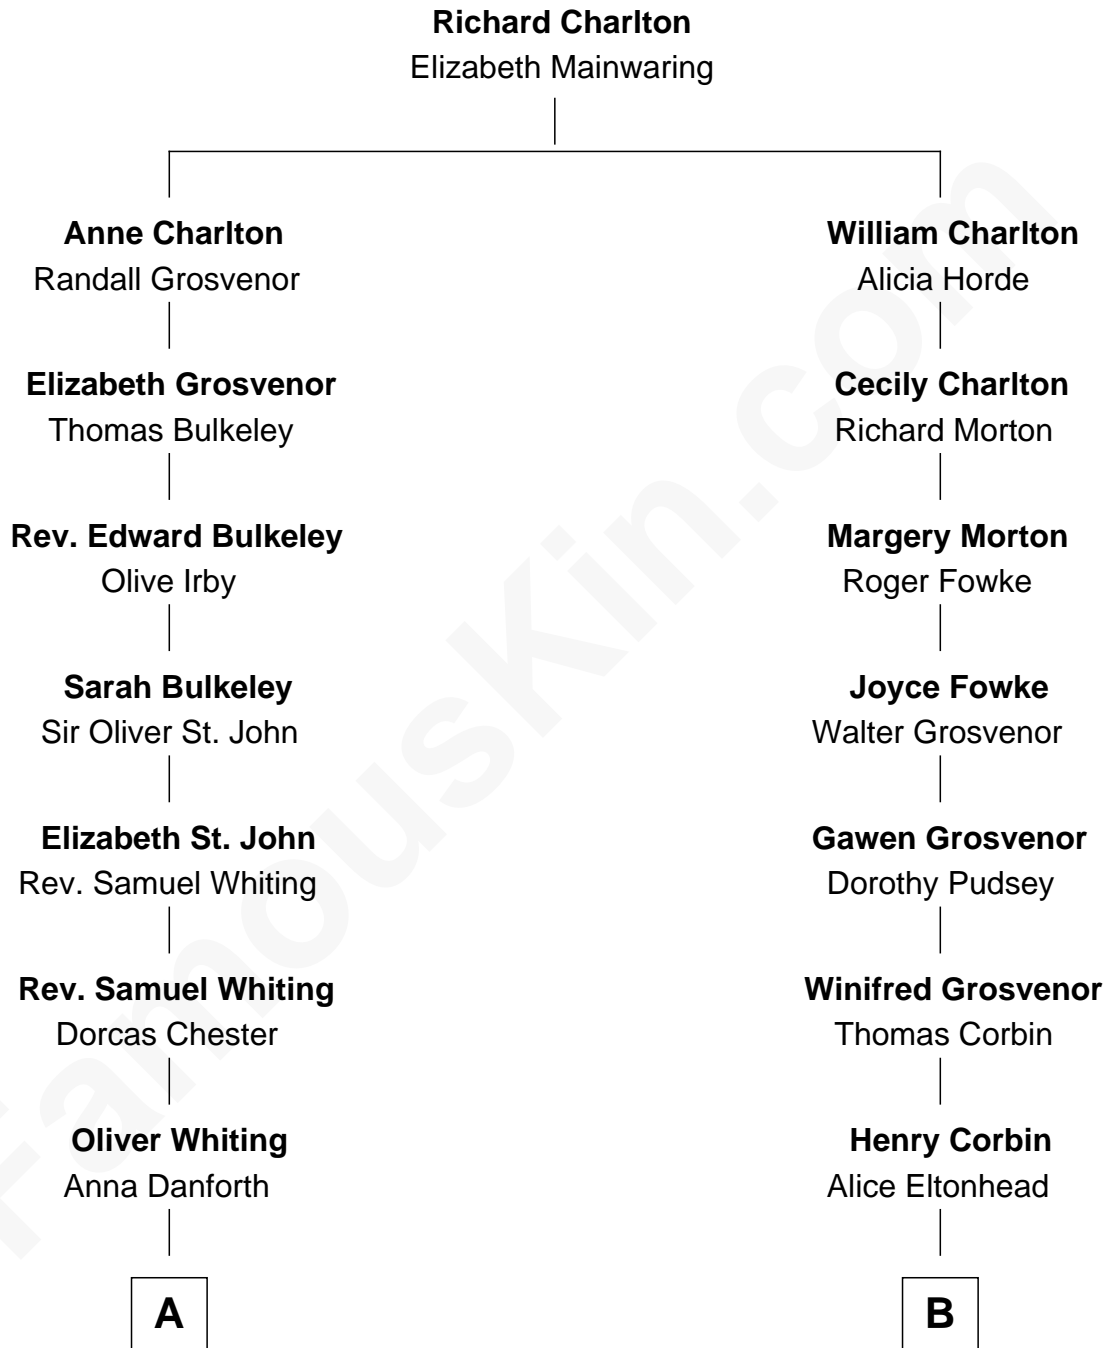 Richard Charlton
Elizabeth Mainwaring
Anne Charlton
Randall Grosvenor
William Charlton
Alicia Horde
Elizabeth Grosvenor
Thomas Bulkeley
Cecily Charlton
Richard Morton
Rev. Edward Bulkeley
Olive Irby
Margery Morton
Roger Fowke
Sarah Bulkeley
Sir Oliver St. John
Joyce Fowke
Walter Grosvenor
Elizabeth St. John
Rev. Samuel Whiting
Gawen Grosvenor
Dorothy Pudsey
Rev. Samuel Whiting
Dorcas Chester
Winifred Grosvenor
Thomas Corbin
Oliver Whiting
Anna Danforth
Henry Corbin
Alice Eltonhead
A
B
FamousKin.com